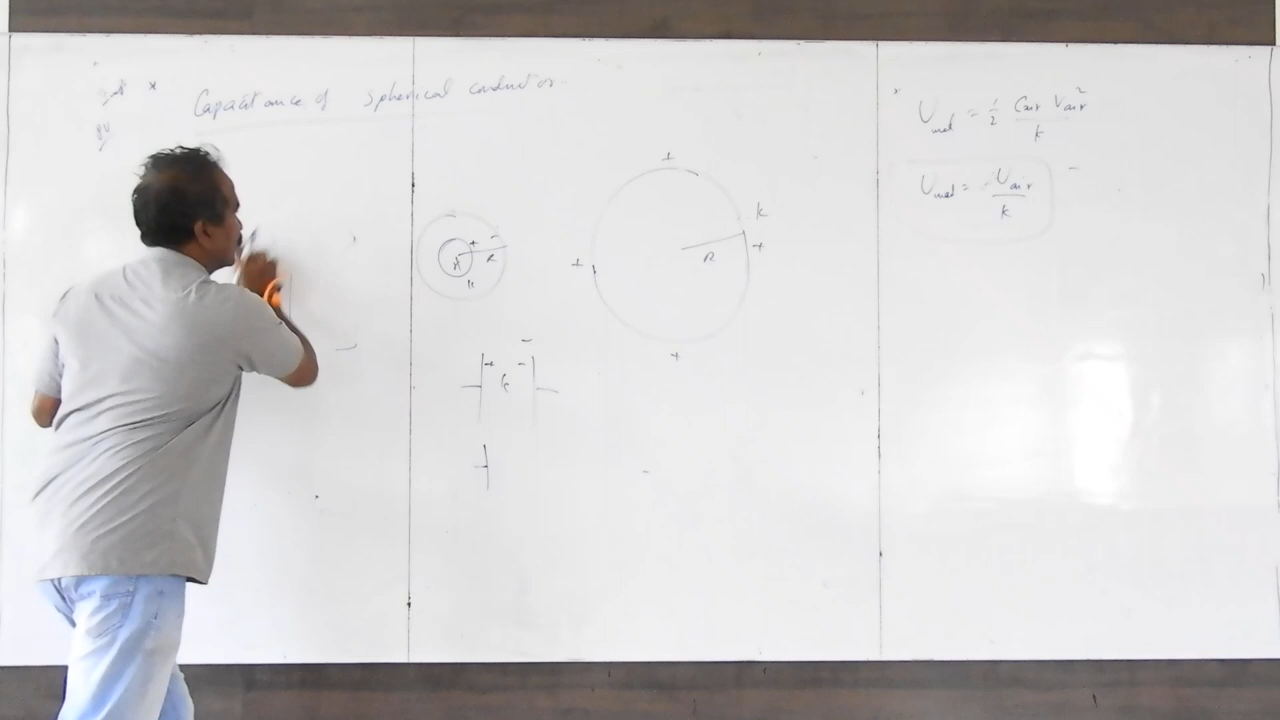 * Capacitance of spherical conductor
+
k
+ - +
R R
r
k
+
+
-
+ -
k
U_med = 1/2 C_air V_air^2 / k
U_med = U_air / k